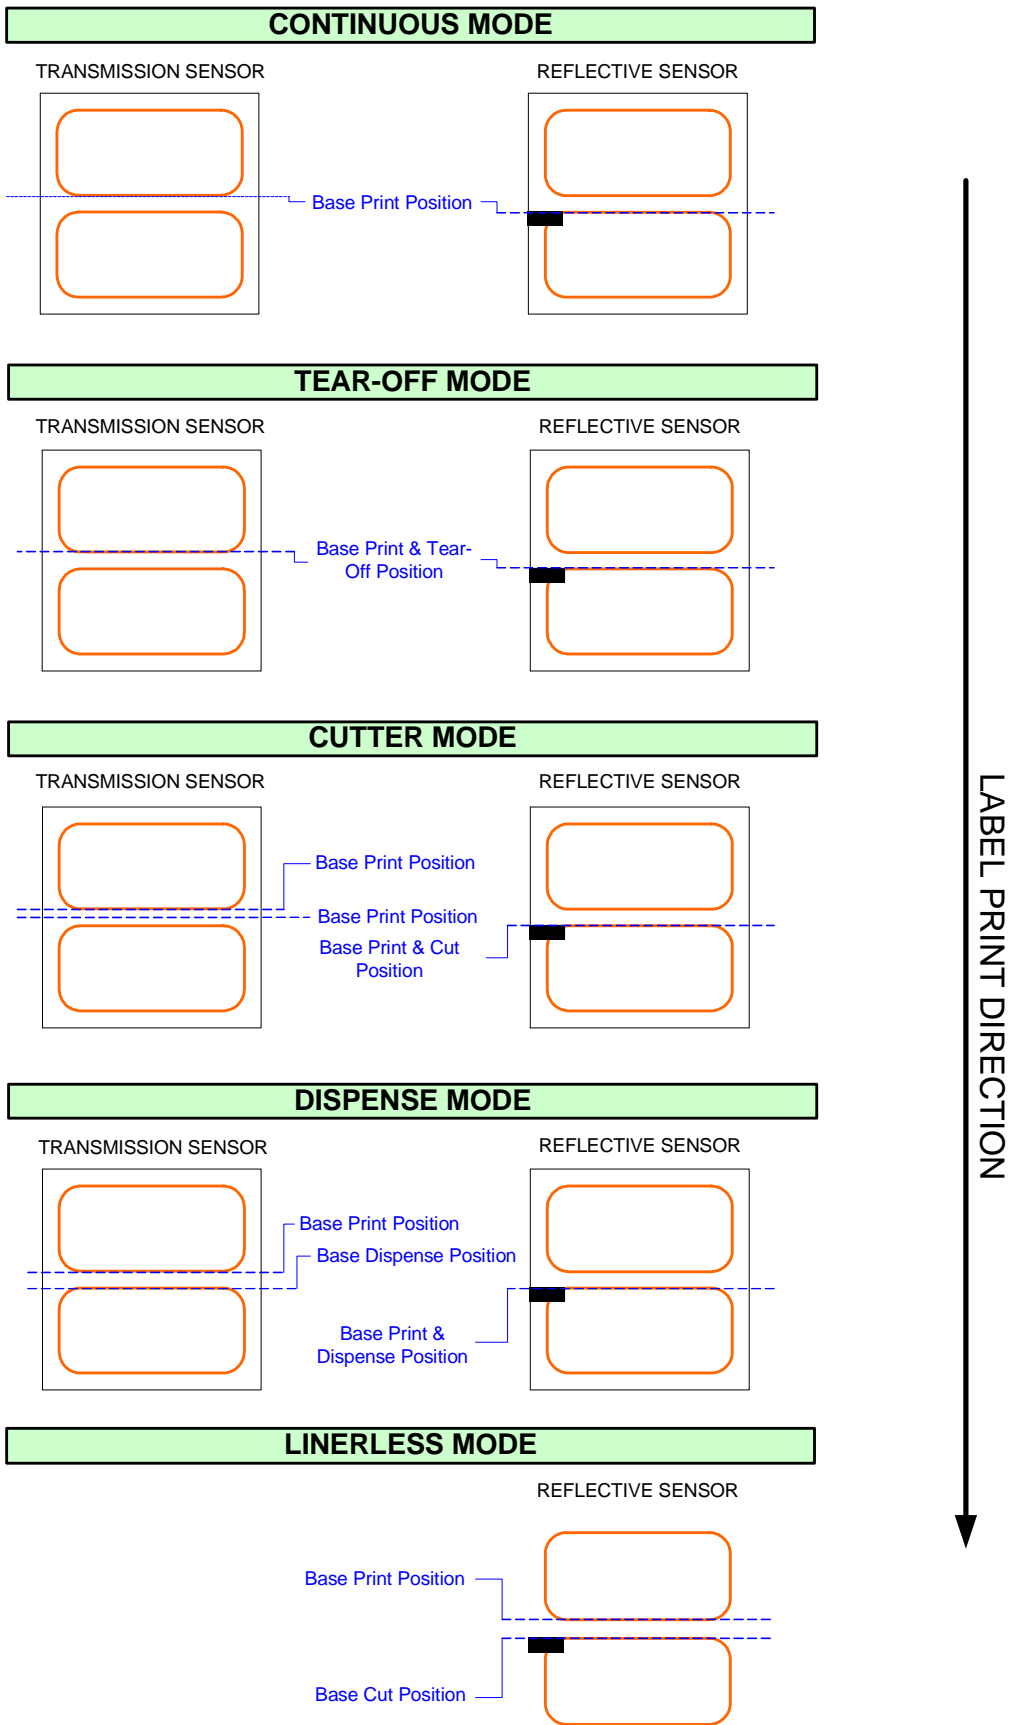 CONTINUOUS MODE
TRANSMISSION SENSOR
REFLECTIVE SENSOR
Base Print Position
TEAR-OFF MODE
TRANSMISSION SENSOR
REFLECTIVE SENSOR
Base Print & Tear-
Off Position
CUTTER MODE
TRANSMISSION SENSOR
REFLECTIVE SENSOR
Base Print Position
Base Print Position
Base Print & Cut
Position
DISPENSE MODE
TRANSMISSION SENSOR
REFLECTIVE SENSOR
Base Print Position
Base Dispense Position
Base Print &
Dispense Position
LINERLESS MODE
REFLECTIVE SENSOR
Base Print Position
Base Cut Position
LABEL PRINT DIRECTION